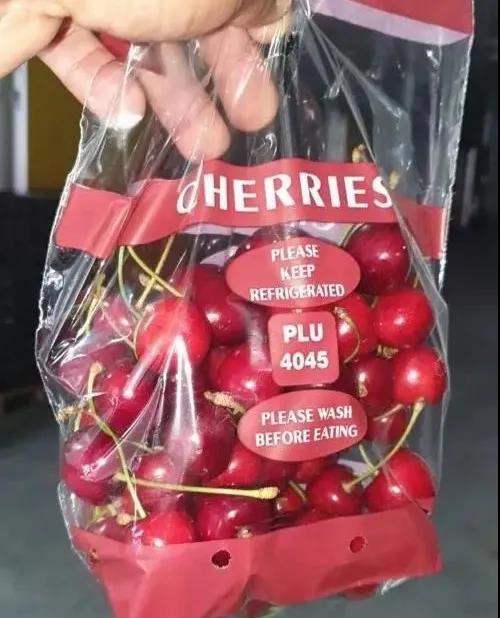 CHERRIES
PLEASE
KEEP
REFRIGERATED
PLU
4045
PLEASE WASH
BEFORE EATING